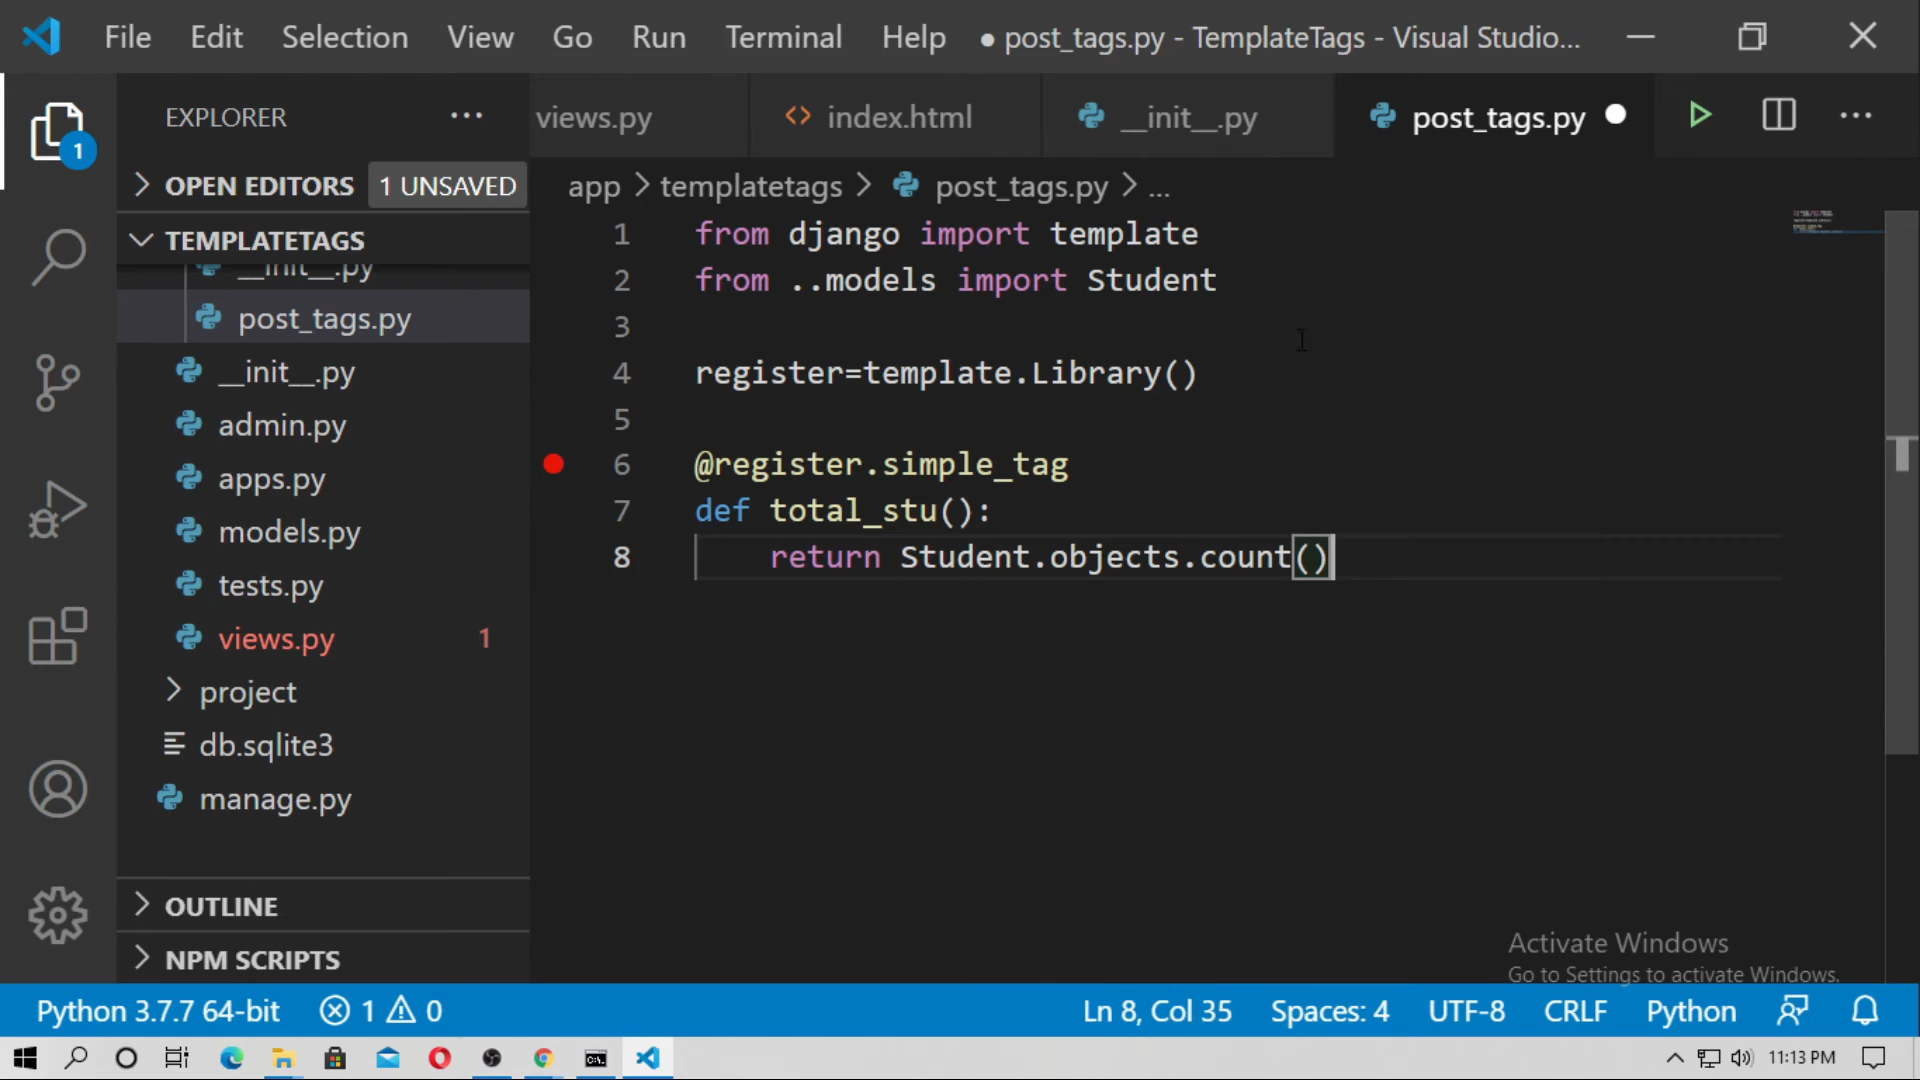 File Edit Selection View Go Run Terminal Help ● post_tags.py - TemplateTags - Visual Studio...
EXPLORER ...
views.py <> index.html __init__.py post_tags.py ...
OPEN EDITORS 1 UNSAVED
app > templatetags > post_tags.py > ...
TEMPLATETAGS
__init__.py
post_tags.py
__init__.py
admin.py
apps.py
models.py
tests.py
views.py 1
project
db.sqlite3
manage.py
OUTLINE
NPM SCRIPTS
1
1 from django import template
2 from ..models import Student
3
4 register=template.Library()
5
6 @register.simple_tag
7 def total_stu():
8 return Student.objects.count()
Activate Windows
Go to Settings to activate Windows.
Python 3.7.7 64-bit 1 0 Ln 8, Col 35 Spaces: 4 UTF-8 CRLF Python
11:13 PM